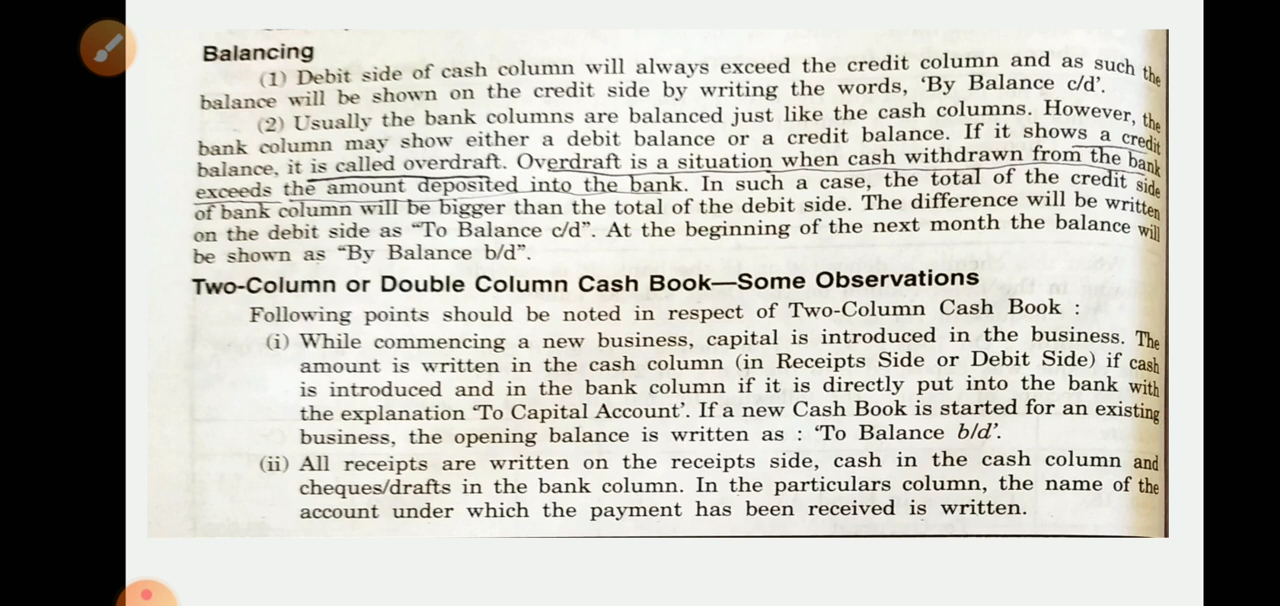 Balancing
(1) Debit side of cash column will always exceed the credit column and as such the
balance will be shown on the credit side by writing the words, ‘By Balance c/d’.
(2) Usually the bank columns are balanced just like the cash columns. However, the
bank column may show either a debit balance or a credit balance. If it shows a credit
balance, it is called overdraft. Overdraft is a situation when cash withdrawn from the bank
exceeds the amount deposited into the bank. In such a case, the total of the credit side
of bank column will be bigger than the total of the debit side. The difference will be written
on the debit side as “To Balance c/d”. At the beginning of the next month the balance will
be shown as “By Balance b/d”.
Two-Column or Double Column Cash Book—Some Observations
Following points should be noted in respect of Two-Column Cash Book :
(i) While commencing a new business, capital is introduced in the business. The
amount is written in the cash column (in Receipts Side or Debit Side) if cash
is introduced and in the bank column if it is directly put into the bank with
the explanation ‘To Capital Account’. If a new Cash Book is started for an existing
business, the opening balance is written as : ‘To Balance b/d’.
(ii) All receipts are written on the receipts side, cash in the cash column and
cheques/drafts in the bank column. In the particulars column, the name of the
account under which the payment has been received is written.